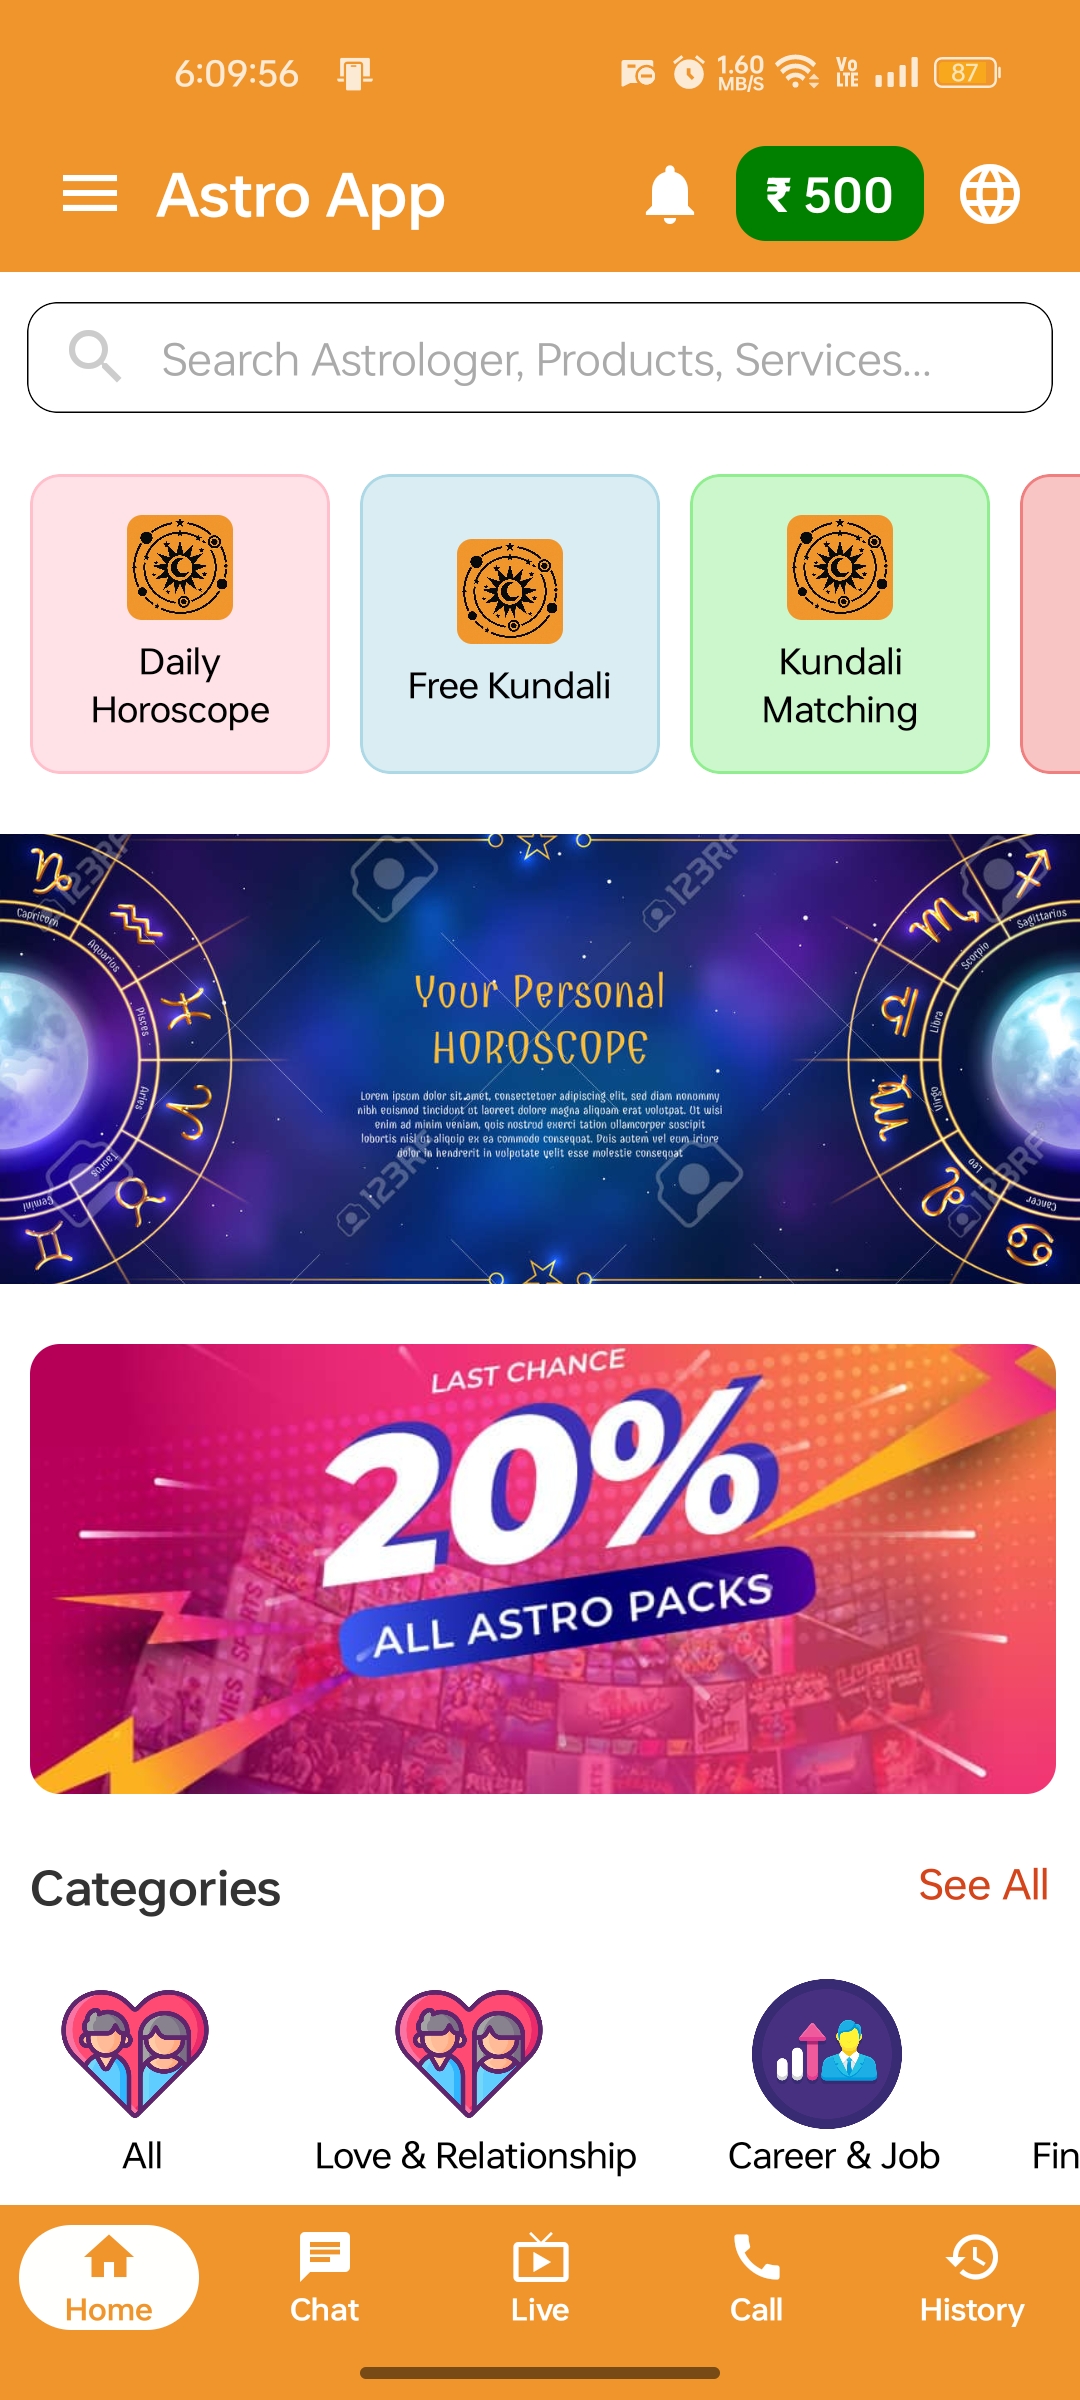 6:09:56
1.60
MB/S
Vo
LTE
87
Astro App
₹ 500
Search Astrologer, Products, Services...
Daily
Horoscope
Free Kundali
Kundali
Matching
123RF
123RF
Capricorn
Aquarius
Pisces
Aries
Taurus
Gemini
Sagittarius
Scorpio
Libra
Virgo
Leo
Cancer
Your Personal
HOROSCOPE
Lorem ipsum dolor sit amet, consectetuer adipiscing elit, sed diam nonummy
nibh euismod tincidunt ut laoreet dolore magna aliquam erat volutpat. Ut wisi
enim ad minim veniam, quis nostrud exerci tation ullamcorper suscipit
lobortis nisl ut aliquip ex ea commodo consequat. Duis autem vel eum iriore
dolor in hendrerit in vulputate velit esse molestie consequat
123RF
123RF
LAST CHANCE
20%
ALL ASTRO PACKS
Categories
See All
All
Love & Relationship
Career & Job
Fin
Home
Chat
Live
Call
History